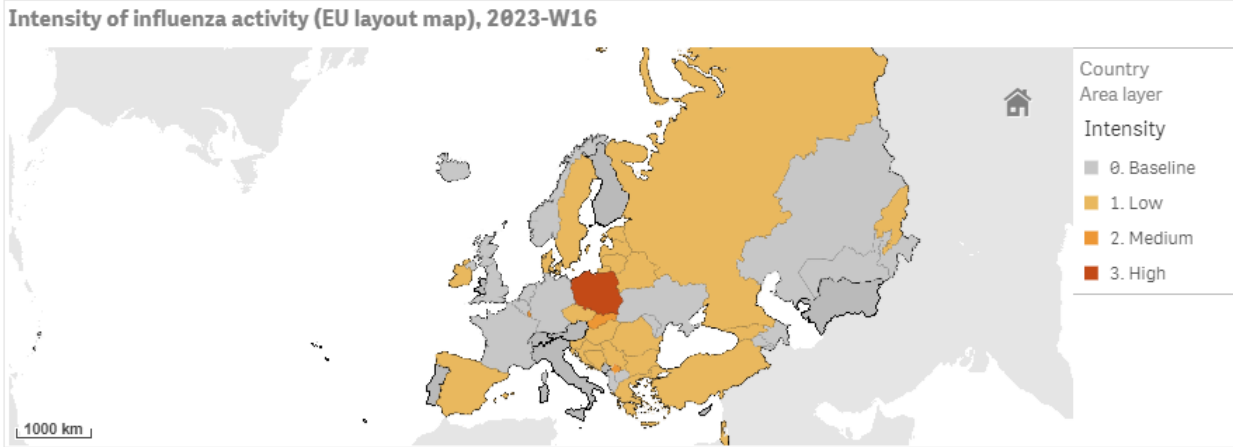 Intensity of influenza activity (EU layout map), 2023-W16
Country
Area layer
Intensity
0. Baseline
1. Low
2. Medium
3. High
1000 km